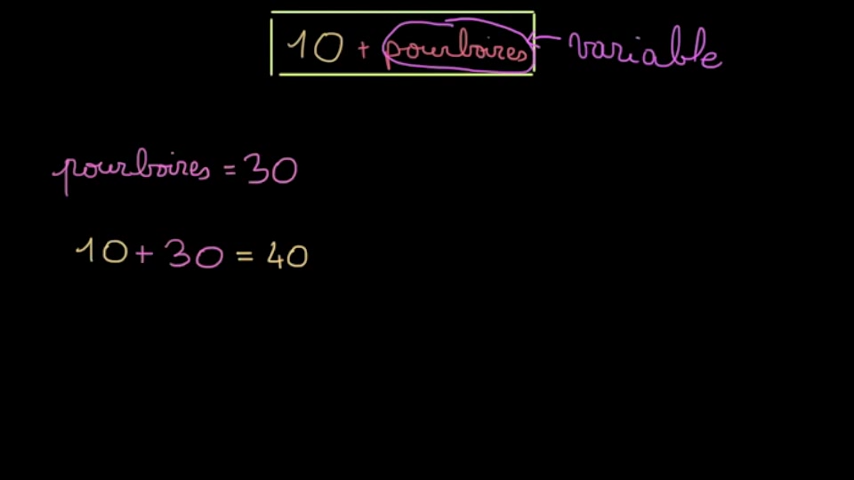 10 + pourboires ← variable
pourboires = 30
10 + 30 = 40